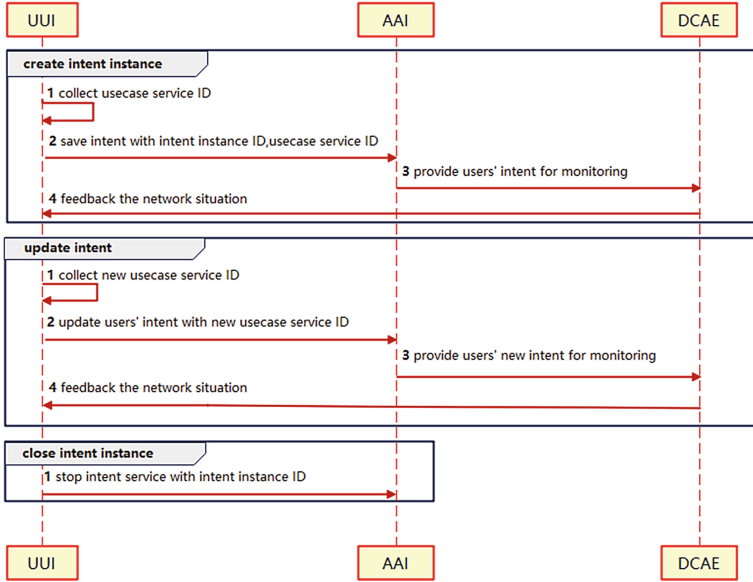 UUI
AAI
DCAE
create intent instance
1 collect usecase service ID
2 save intent with intent instance ID,usecase service ID
3 provide users' intent for monitoring
4 feedback the network situation
update intent
1 collect new usecase service ID
2 update users' intent with new usecase service ID
3 provide users' new intent for monitoring
4 feedback the network situation
close intent instance
1 stop intent service with intent instance ID
UUI
AAI
DCAE